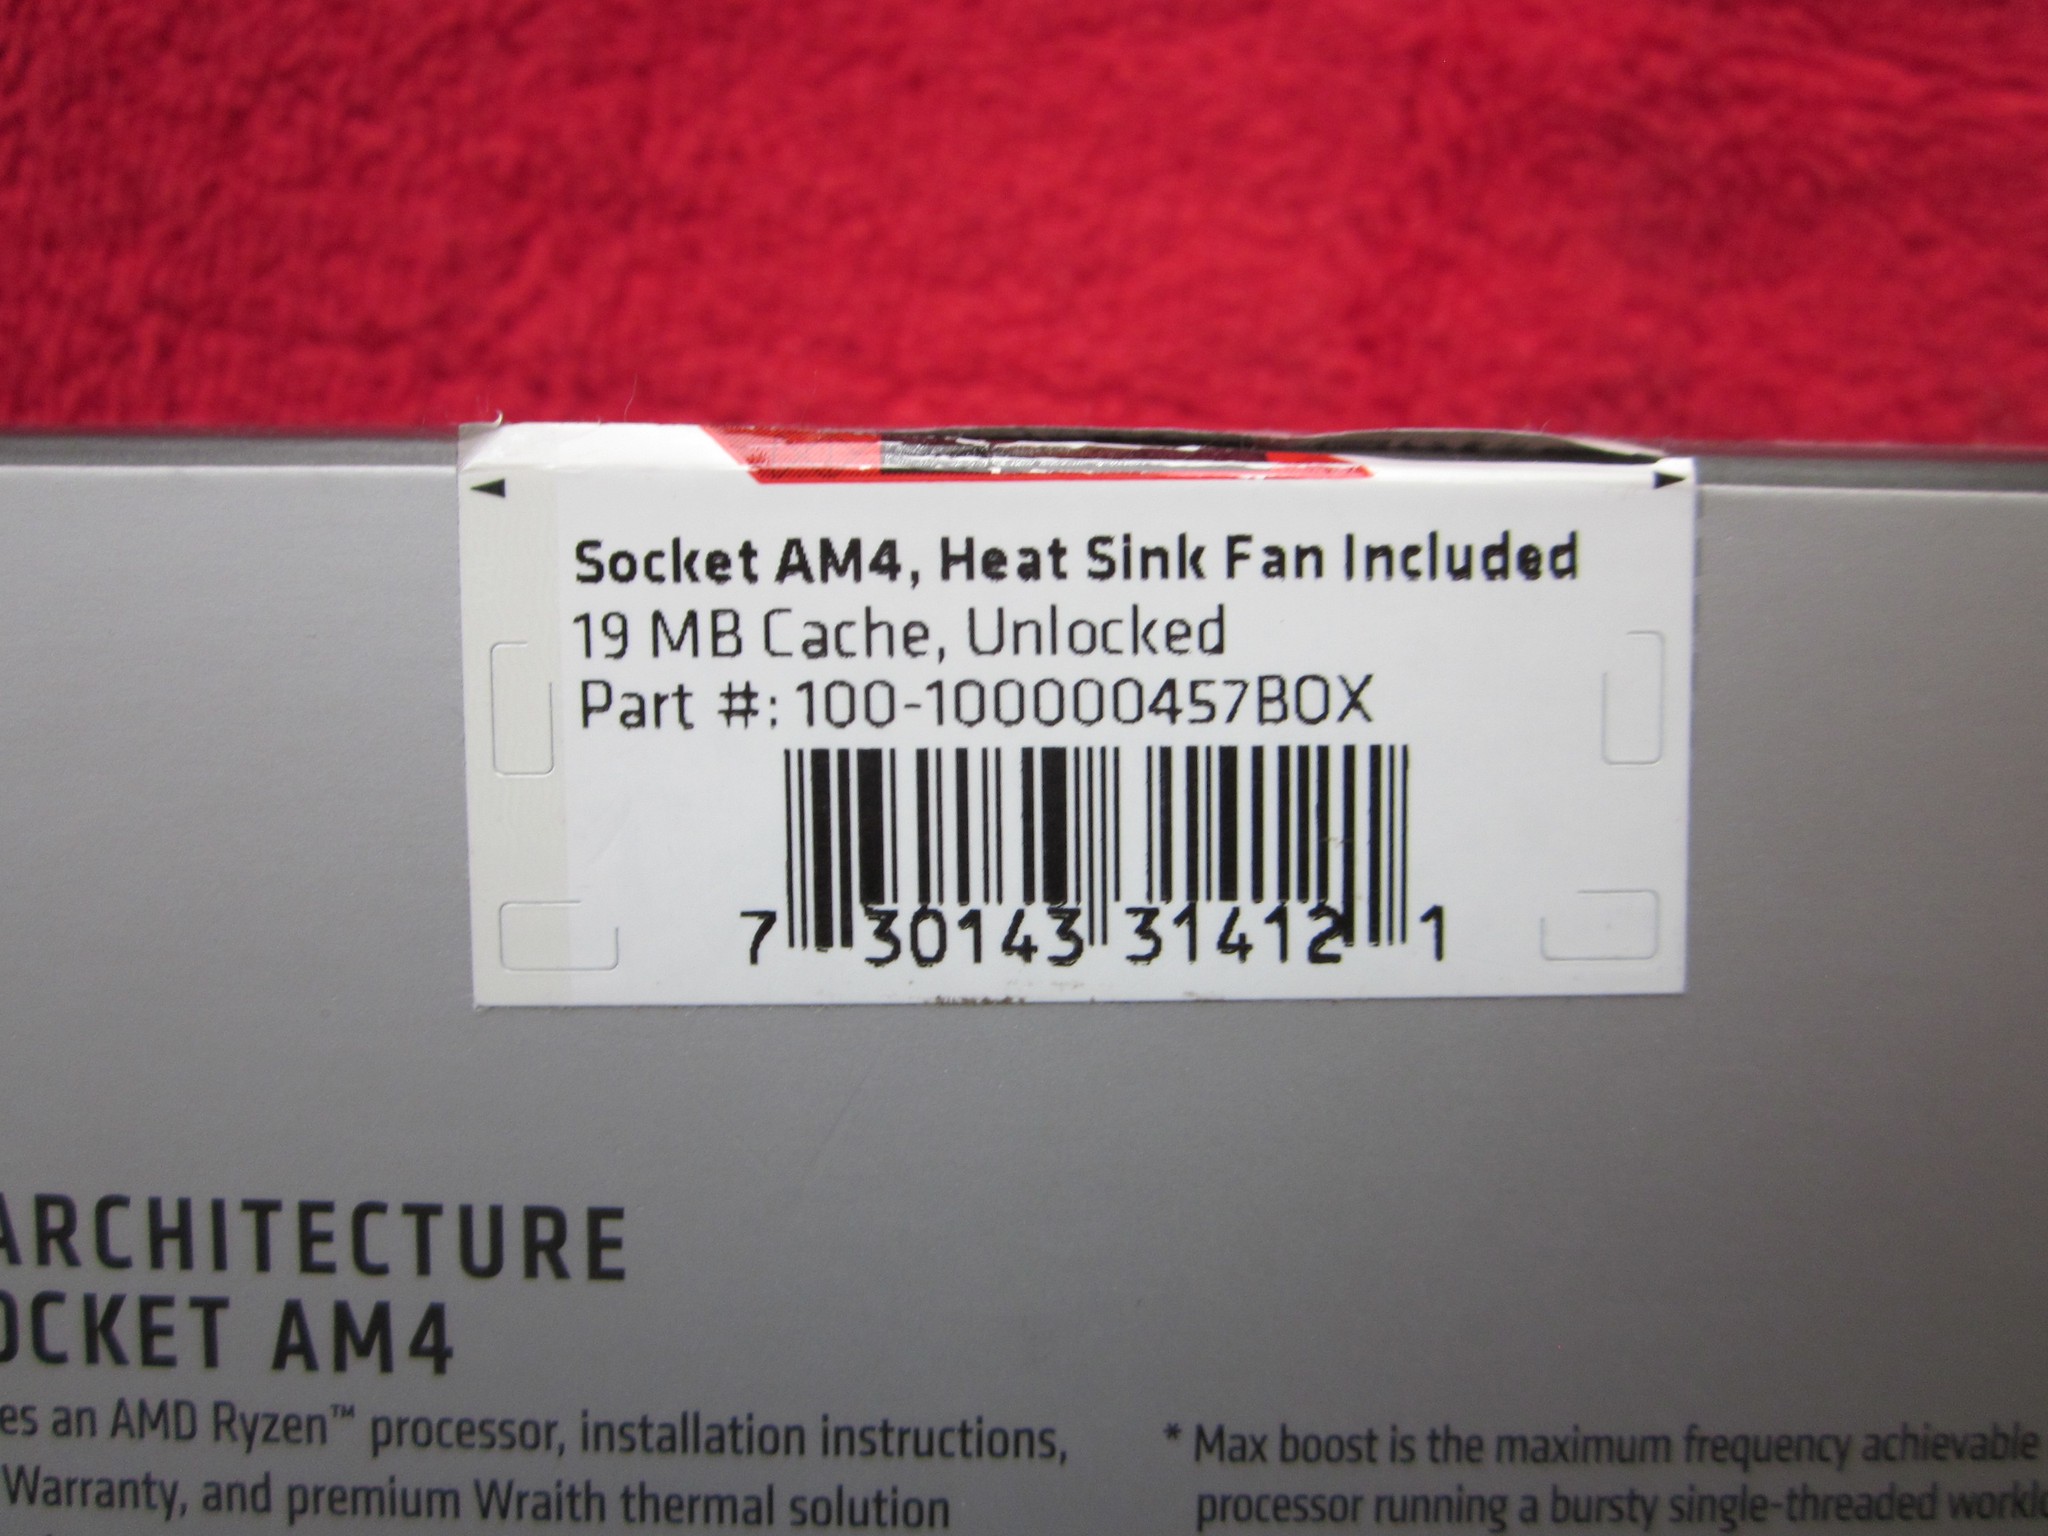 Socket AM4, Heat Sink Fan Included
19 MB Cache, Unlocked
Part #: 100-100000457BOX
7 30143 31412 1
ARCHITECTURE
OCKET AM4
es an AMD Ryzen™ processor, installation instructions,
Warranty, and premium Wraith thermal solution
* Max boost is the maximum frequency achievable
processor running a bursty single-threaded worklo